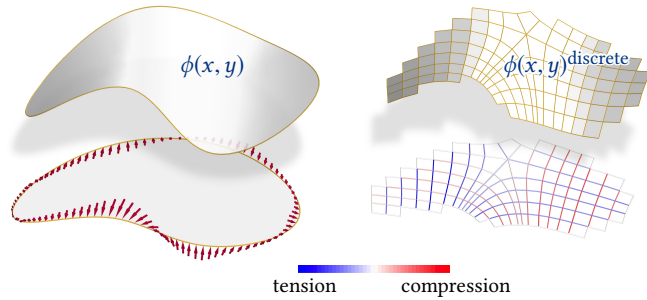 ϕ(x, y)
ϕ(x, y)^discrete
tension compression